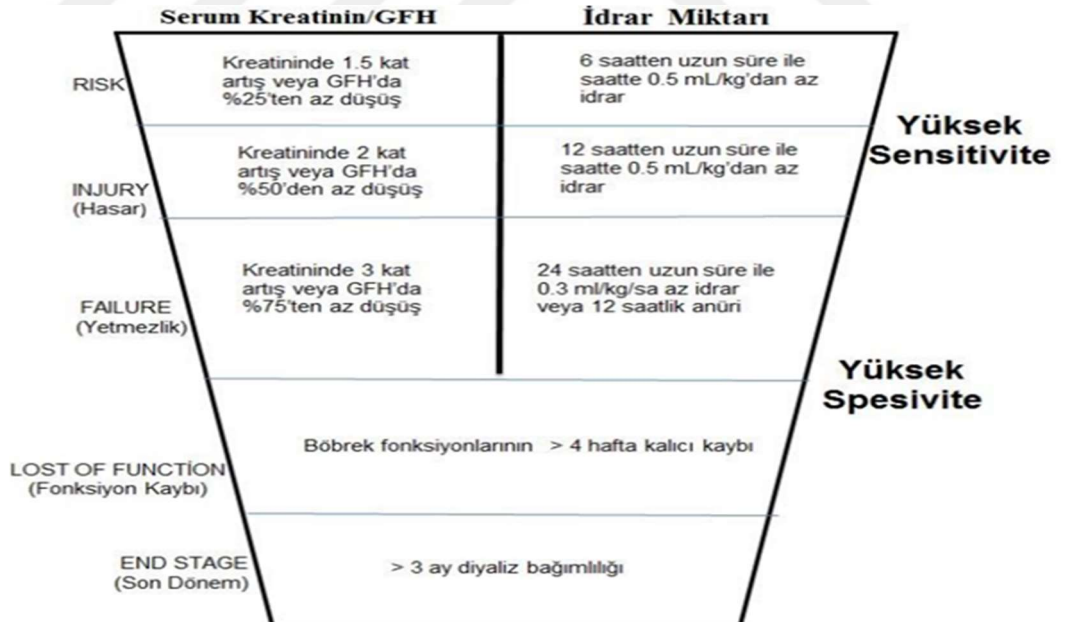 Serum Kreatinin/GFH
İdrar Miktarı
RISK
Kreatininde 1.5 kat
artış veya GFH'da
%25'ten az düşüş
6 saatten uzun süre ile
saatte 0.5 mL/kg'dan az
idrar
Yüksek
Sensitivite
INJURY
(Hasar)
Kreatininde 2 kat
artış veya GFH'da
%50'den az düşüş
12 saatten uzun süre ile
saatte 0.5 mL/kg'dan az
idrar
FAILURE
(Yetmezlik)
Kreatininde 3 kat
artış veya GFH'da
%75'ten az düşüş
24 saatten uzun süre ile
0.3 ml/kg/sa az idrar
veya 12 saatlik anüri
Yüksek
Spesivite
LOST OF FUNCTİON
(Fonksiyon Kaybı)
Böbrek fonksiyonlarının > 4 hafta kalıcı kaybı
END STAGE
(Son Dönem)
> 3 ay diyaliz bağımlılığı